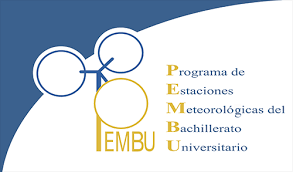 PEMBU
Programa de
Estaciones
Meteorológicas del
Bachillerato
Universitario